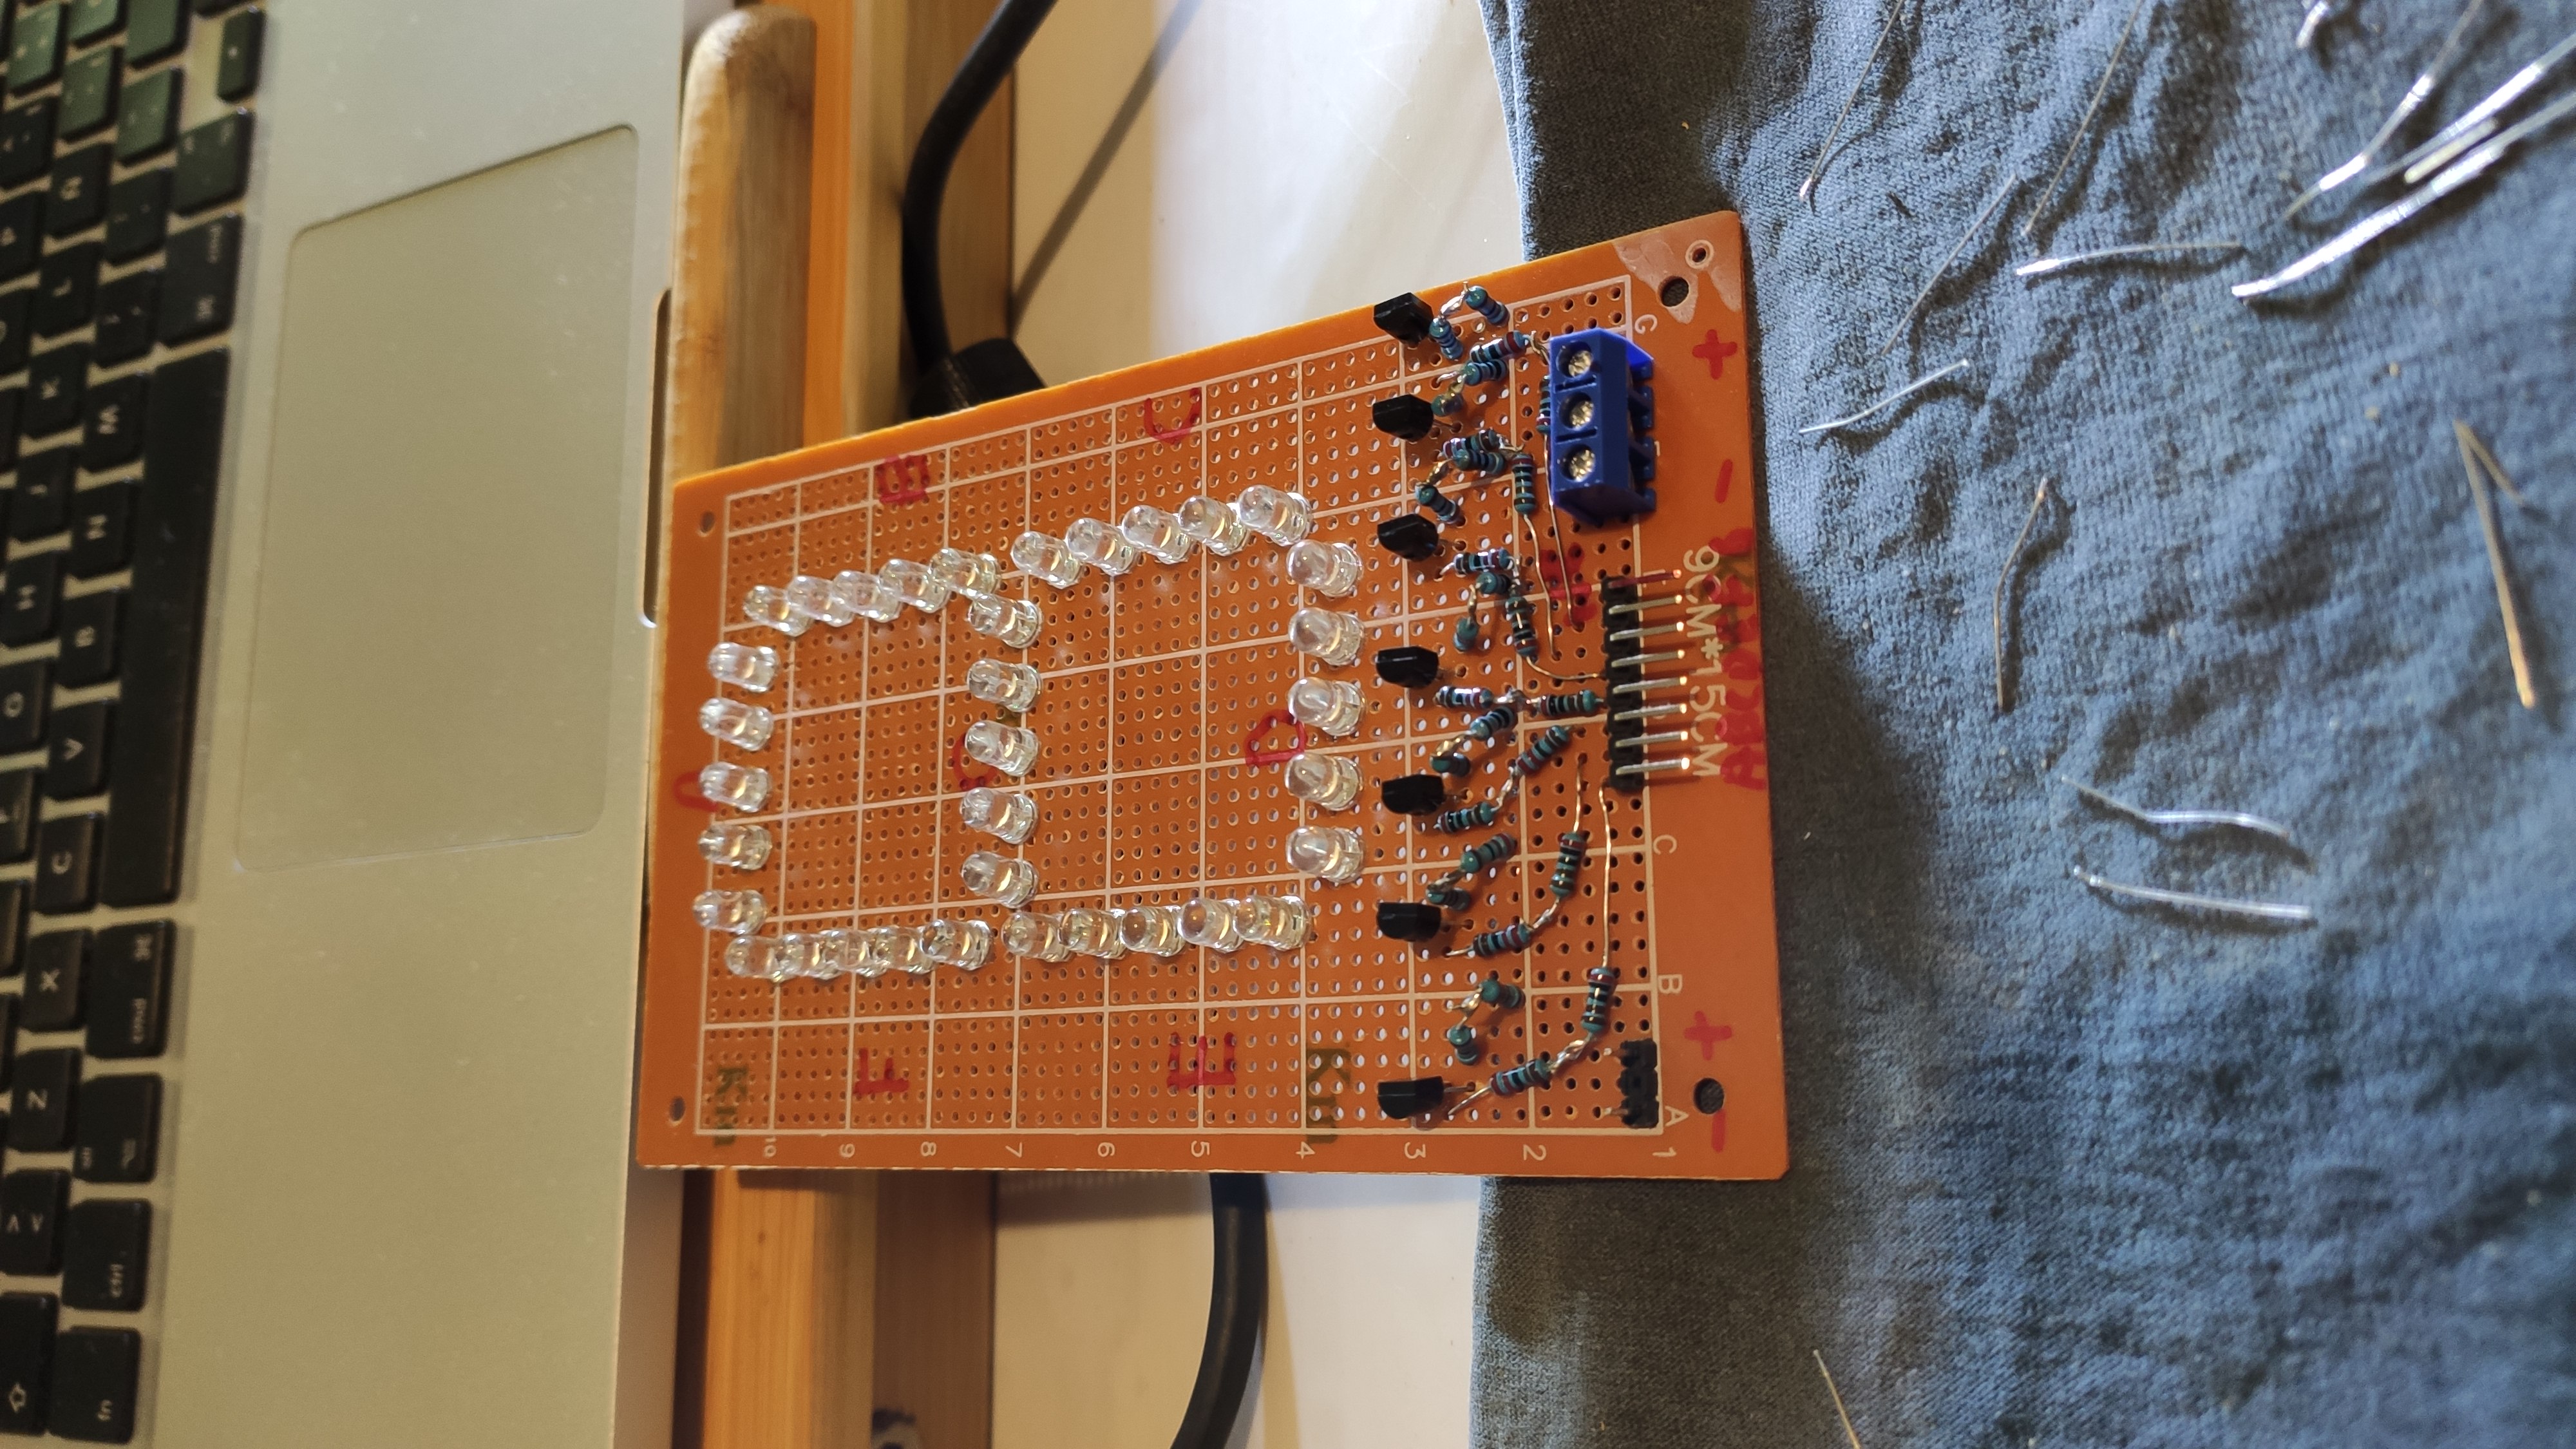 Z X C V B N M
G H J K L Ñ
fn ctrl alt cmd ⌘ ⌘ cmd
Km
A
10
9
F
B
8
G
7
6
C
E
5
D
4
Km
3
2
1
A B C G
9CM*15CM
- + ABCDEFG - +